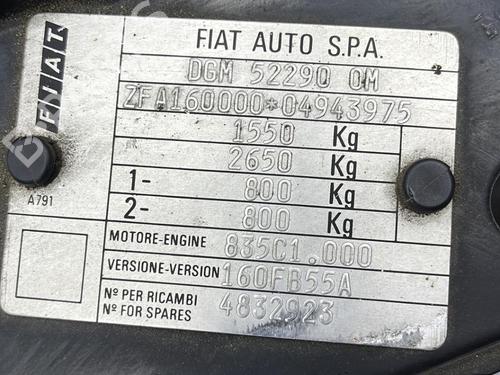 FIAT
FIAT AUTO S.P.A.
DGM 52290 OM
ZFA160000*04943975
1550 Kg
2650 Kg
1- 800 Kg
2- 800 Kg
A791
MOTORE-ENGINE 835C1.000
VERSIONE-VERSION 160FB55A
Nº PER RICAMBI 4832923
Nº FOR SPARES